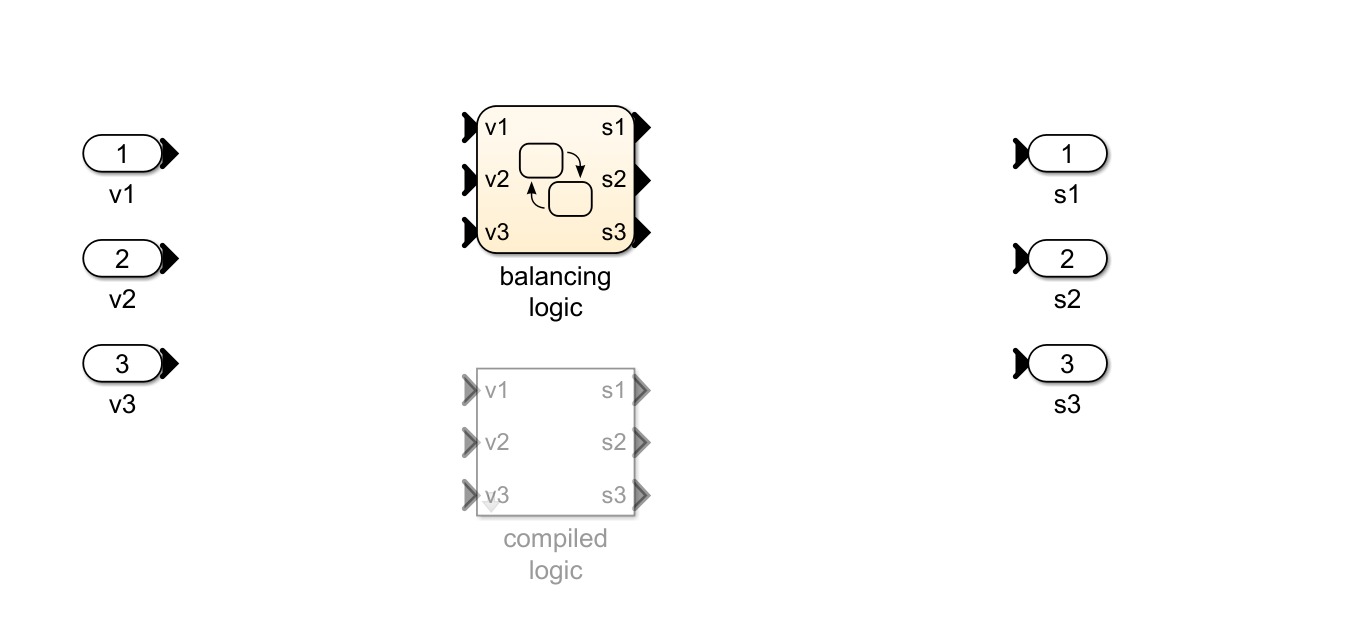 1
v1
2
v2
3
v3
v1 s1
v2 s2
v3 s3
balancing
logic
v1 s1
v2 s2
v3 s3
compiled
logic
1
s1
2
s2
3
s3